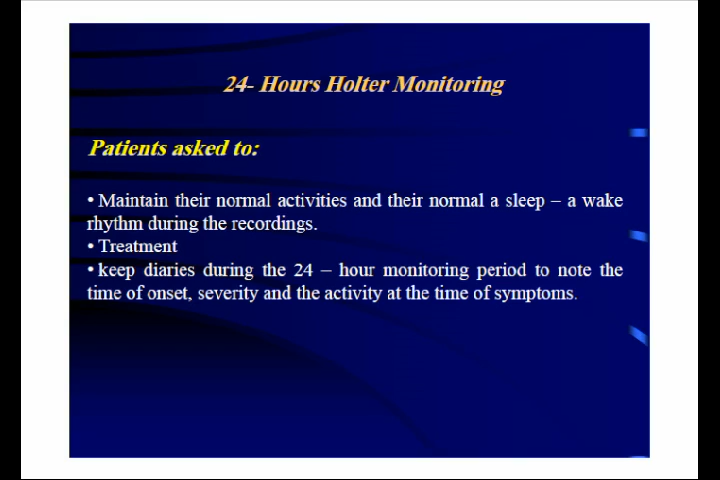 24- Hours Holter Monitoring
Patients asked to:
• Maintain their normal activities and their normal a sleep – a wake
rhythm during the recordings.
• Treatment
• keep diaries during the 24 – hour monitoring period to note the
time of onset, severity and the activity at the time of symptoms.